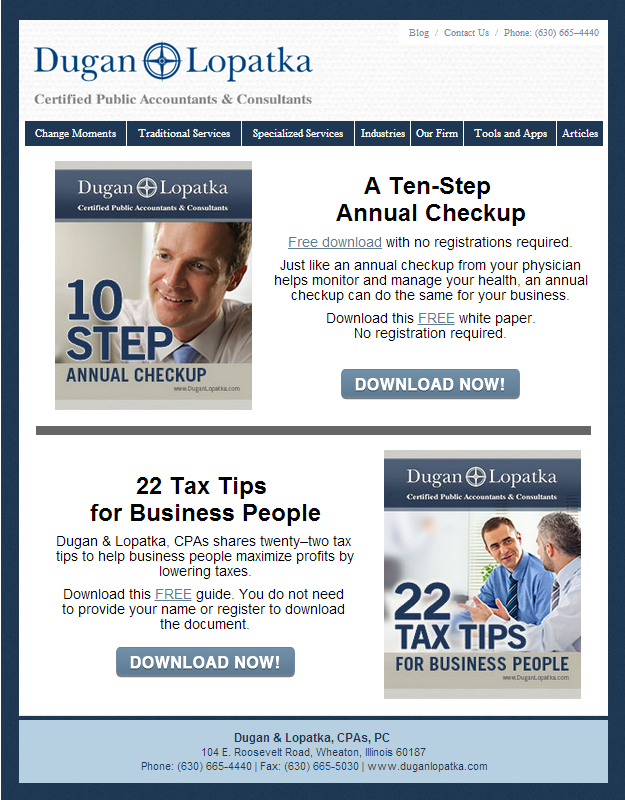 Blog / Contact Us / Phone: (630) 665–4440
Dugan Lopatka
Certified Public Accountants & Consultants
Change Moments
Traditional Services
Specialized Services
Industries
Our Firm
Tools and Apps
Articles
Dugan Lopatka
Certified Public Accountants & Consultants
10
STEP
ANNUAL CHECKUP
www.DuganLopatka.com
A Ten-Step
Annual Checkup
Free download with no registrations required.
Just like an annual checkup from your physician
helps monitor and manage your health, an annual
checkup can do the same for your business.
Download this FREE white paper.
No registration required.
DOWNLOAD NOW!
22 Tax Tips
for Business People
Dugan & Lopatka, CPAs shares twenty–two tax
tips to help business people maximize profits by
lowering taxes.
Download this FREE guide. You do not need
to provide your name or register to download
the document.
DOWNLOAD NOW!
Dugan Lopatka
Certified Public Accountants & Consultants
22
TAX TIPS
FOR BUSINESS PEOPLE
www.DuganLopatka.com
Dugan & Lopatka, CPAs, PC
104 E. Roosevelt Road, Wheaton, Illinois 60187
Phone: (630) 665-4440 | Fax: (630) 665-5030 | www.duganlopatka.com